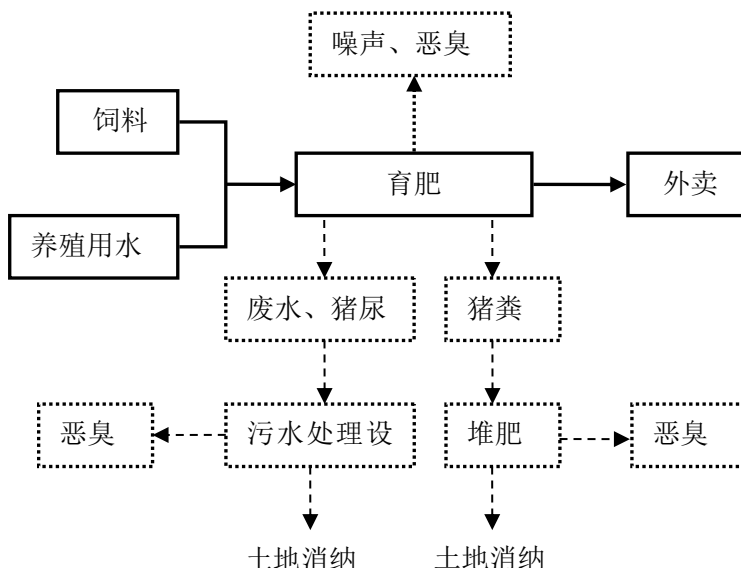 噪声、恶臭
饲料
育肥
外卖
养殖用水
废水、猪尿
猪粪
恶臭
污水处理设
堆肥
恶臭
土地消纳
土地消纳